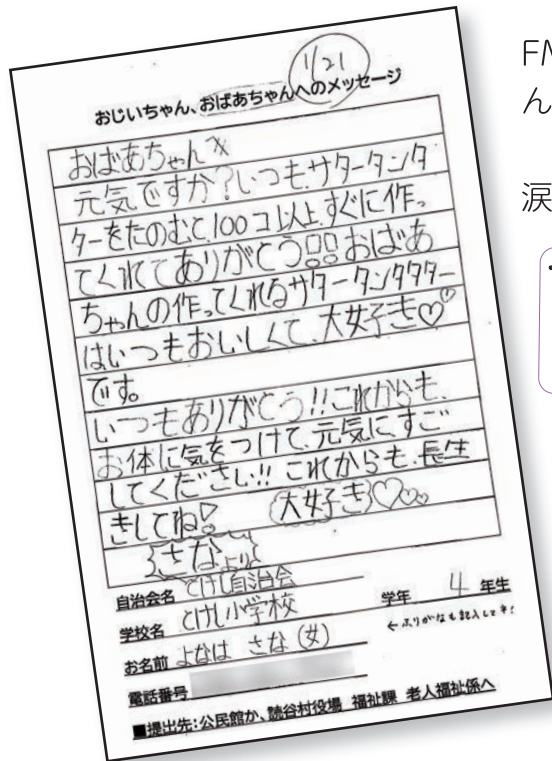 1/21
おじいちゃん、おばあちゃんへのメッセージ
おばあちゃんへ
元気ですか?いつも、サタータンダ
ターをたのむと、100コ以上、すぐに作っ
てくれてありがとう!!おばあ
ちゃんの作ってくれるサタータンタタター
はいつもおいしくて、大好き♡
です。
いつもありがとう!!これからも、
お体に気をつけて、元気にすご
してください!! これからも、長生
きしてね! 大好き♡
さなより
自治会名 とけし自治会
学校名 とけし小学校 学年 4 年生
お名前 よなは さな (女) ←ふりがなも記入してネ!
電話番号
■提出先:公民館か、読谷村役場 福祉課 老人福祉係へ
FM
ん
涙